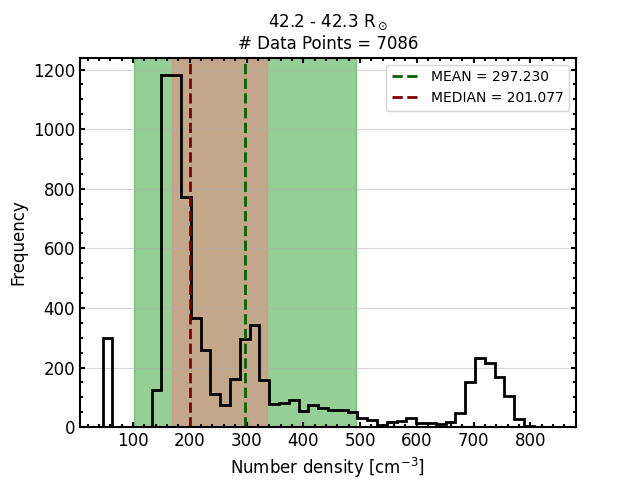 42.2 - 42.3 R⊙
# Data Points = 7086
MEAN = 297.230
MEDIAN = 201.077
1200
1000
800
600
400
200
0
Frequency
100 200 300 400 500 600 700 800
Number density [cm⁻³]